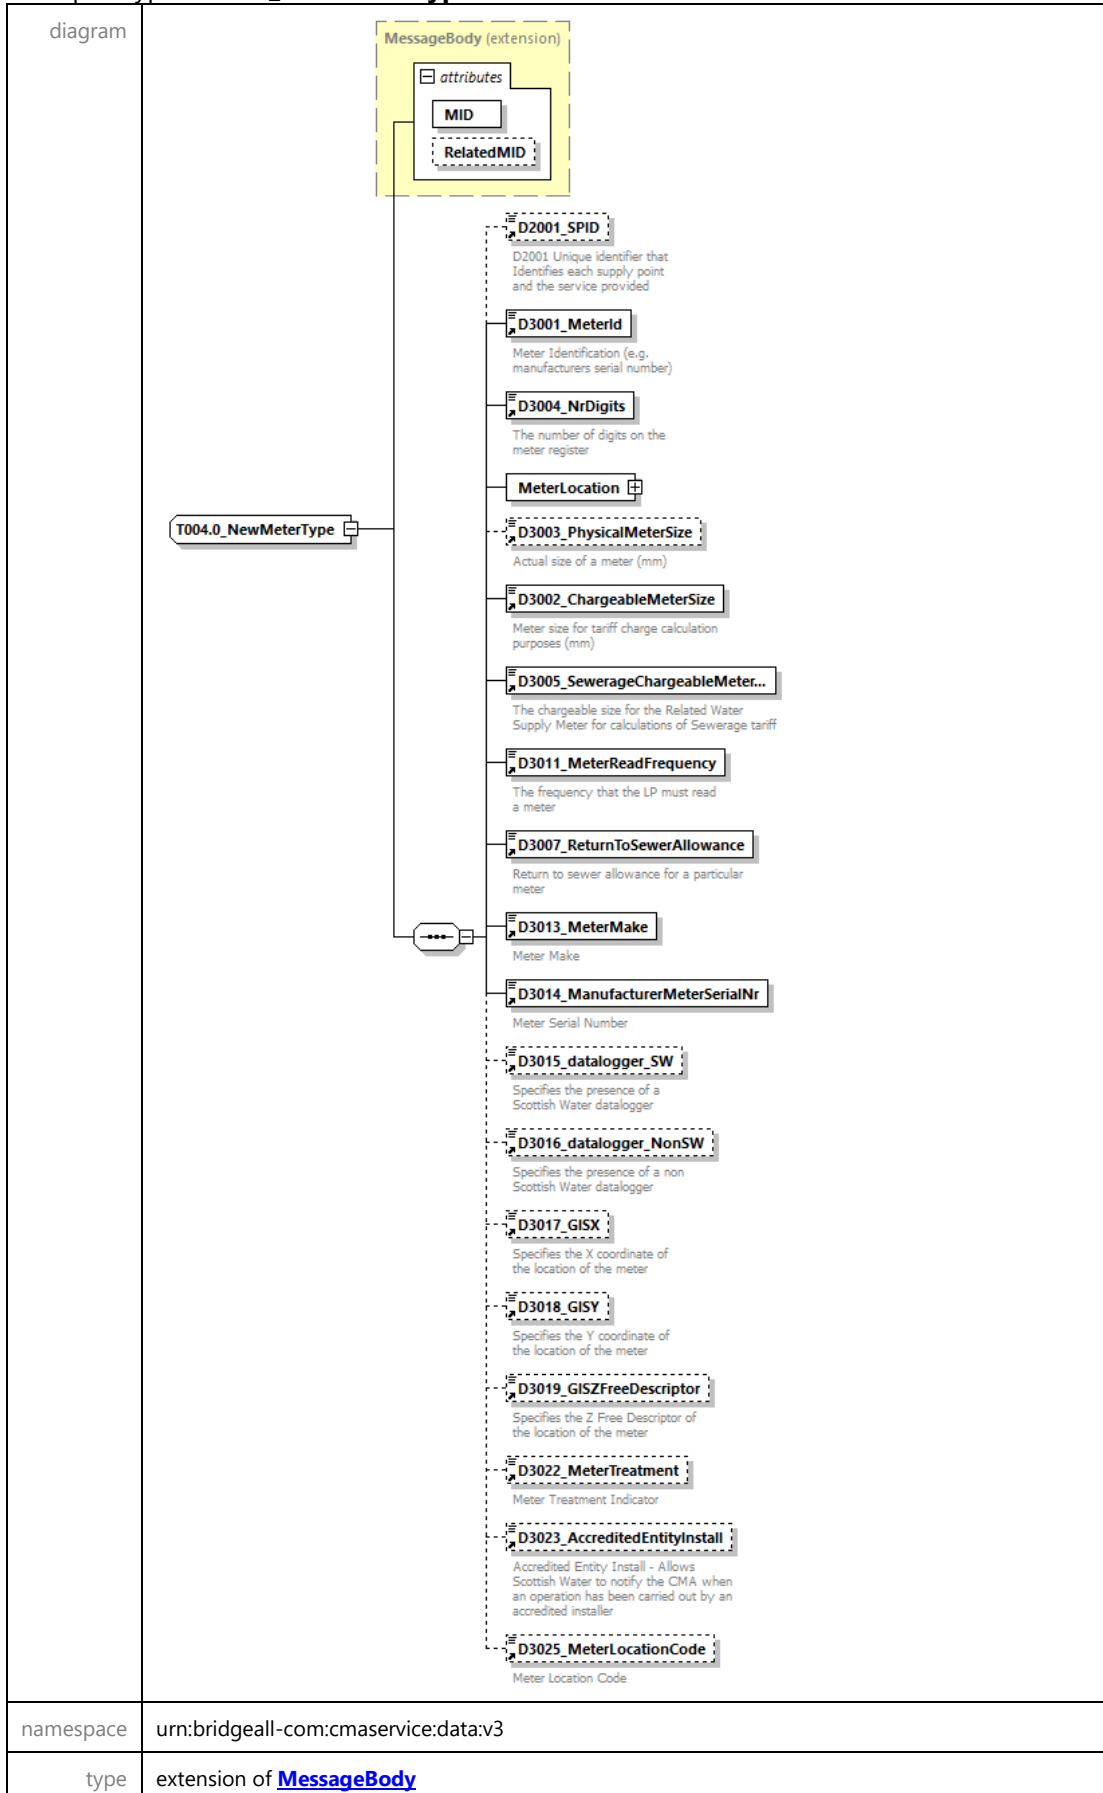 diagram
MessageBody (extension)
attributes
MID
RelatedMID
D2001_SPID
D2001 Unique identifier that
Identifies each supply point
and the service provided
D3001_MeterId
Meter Identification (e.g.
manufacturers serial number)
D3004_NrDigits
The number of digits on the
meter register
MeterLocation
T004.0_NewMeterType
D3003_PhysicalMeterSize
Actual size of a meter (mm)
D3002_ChargeableMeterSize
Meter size for tariff charge calculation
purposes (mm)
D3005_SewerageChargeableMeter...
The chargeable size for the Related Water
Supply Meter for calculations of Sewerage tariff
D3011_MeterReadFrequency
The frequency that the LP must read
a meter
D3007_ReturnToSewerAllowance
Return to sewer allowance for a particular
meter
D3013_MeterMake
Meter Make
D3014_ManufacturerMeterSerialNr
Meter Serial Number
D3015_datalogger_SW
Specifies the presence of a
Scottish Water datalogger
D3016_datalogger_NonSW
Specifies the presence of a non
Scottish Water datalogger
D3017_GISX
Specifies the X coordinate of
the location of the meter
D3018_GISY
Specifies the Y coordinate of
the location of the meter
D3019_GISZFreeDescriptor
Specifies the Z Free Descriptor of
the location of the meter
D3022_MeterTreatment
Meter Treatment Indicator
D3023_AccreditedEntityInstall
Accredited Entity Install - Allows
Scottish Water to notify the CMA when
an operation has been carried out by an
accredited installer
D3025_MeterLocationCode
Meter Location Code
namespace urn:bridgeall-com:cmaservice:data:v3
type extension of MessageBody